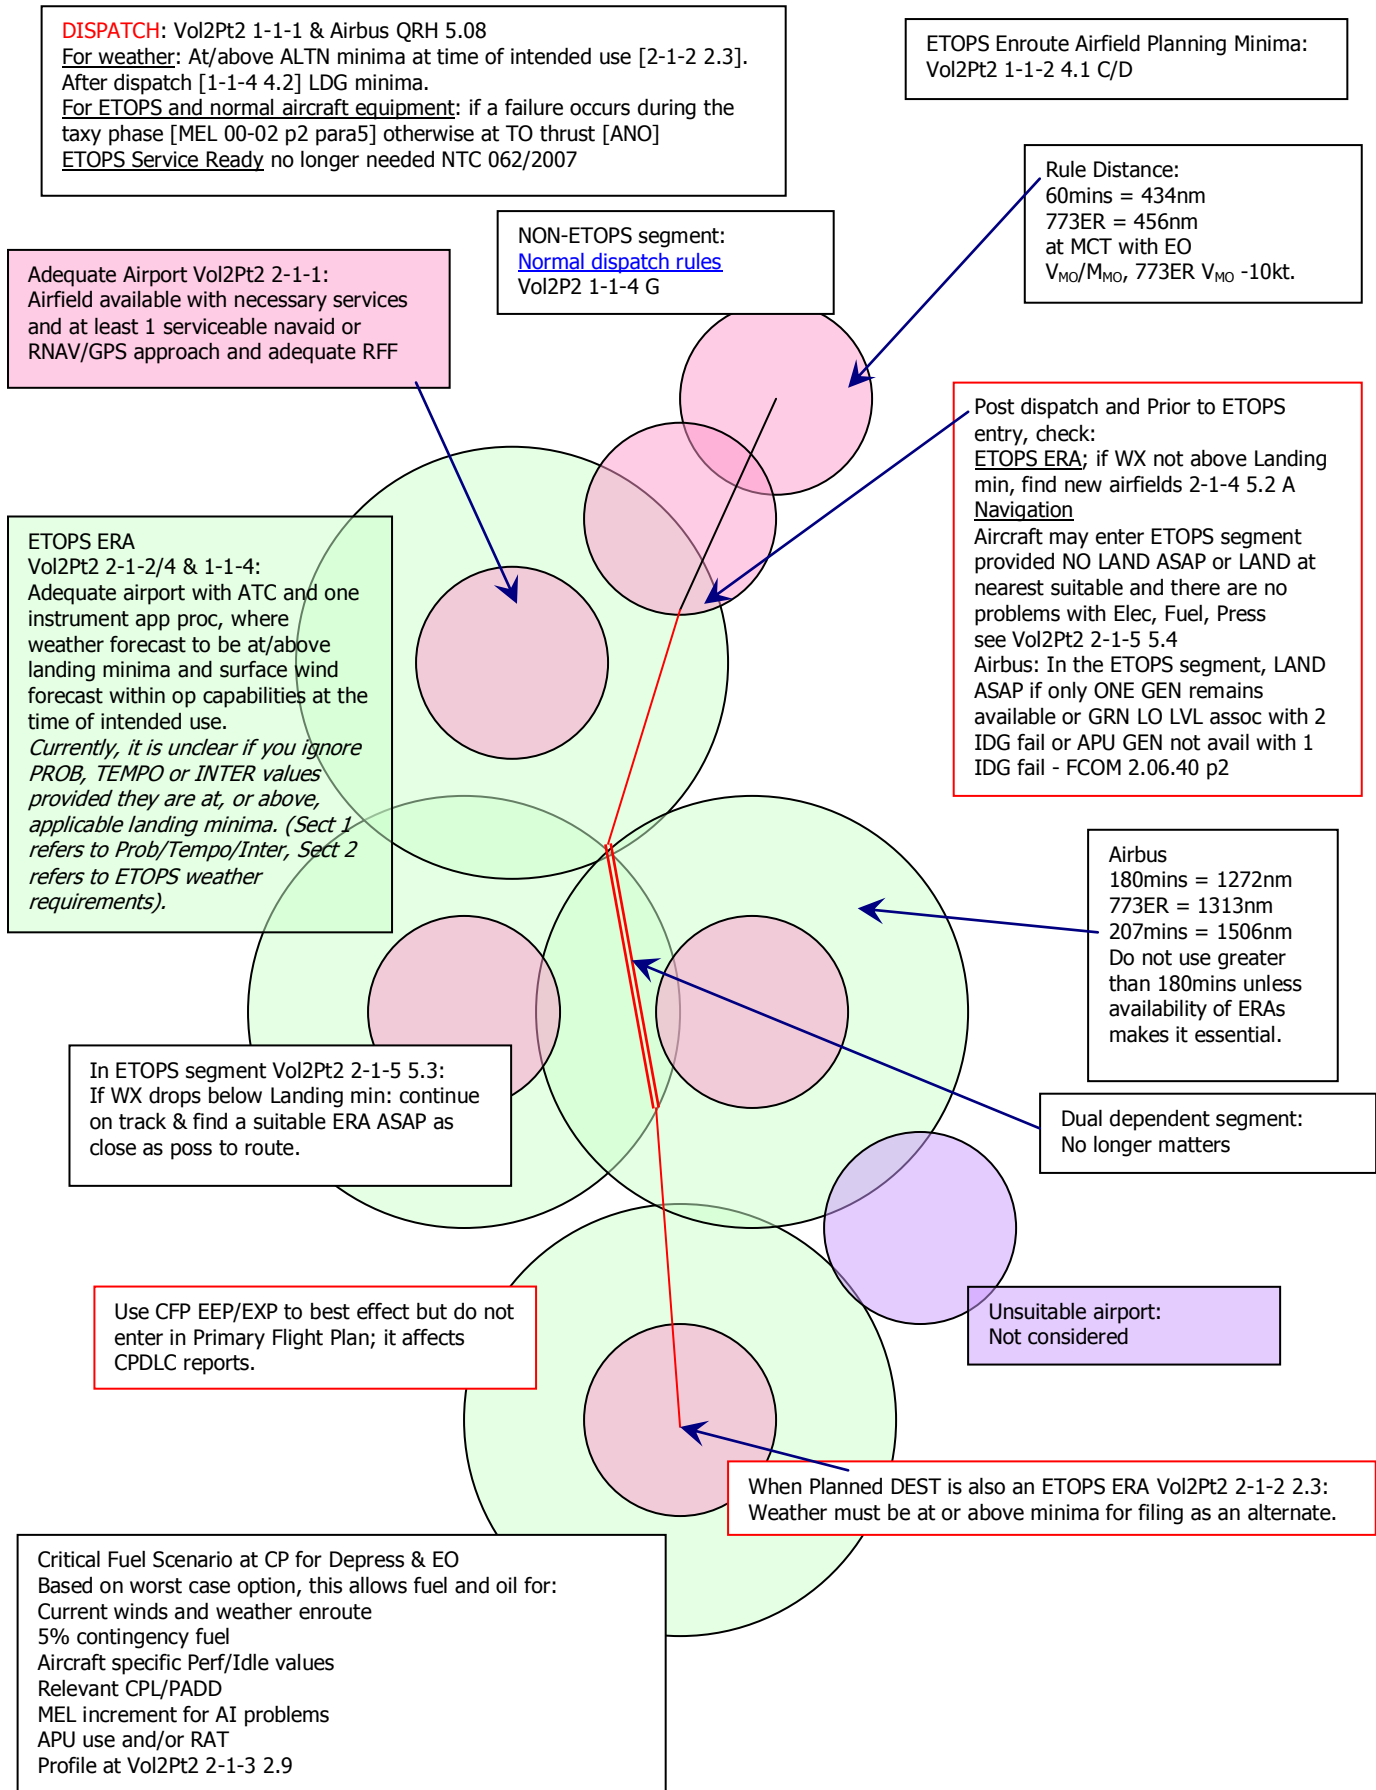 DISPATCH: Vol2Pt2 1-1-1 & Airbus QRH 5.08
For weather: At/above ALTN minima at time of intended use [2-1-2 2.3].
After dispatch [1-1-4 4.2] LDG minima.
For ETOPS and normal aircraft equipment: if a failure occurs during the
taxy phase [MEL 00-02 p2 para5] otherwise at TO thrust [ANO]
ETOPS Service Ready no longer needed NTC 062/2007
ETOPS Enroute Airfield Planning Minima:
Vol2Pt2 1-1-2 4.1 C/D
Rule Distance:
60mins = 434nm
773ER = 456nm
at MCT with EO
VMO/MMO, 773ER VMO -10kt.
NON-ETOPS segment:
Normal dispatch rules
Vol2P2 1-1-4 G
Adequate Airport Vol2Pt2 2-1-1:
Airfield available with necessary services
and at least 1 serviceable navaid or
RNAV/GPS approach and adequate RFF
Post dispatch and Prior to ETOPS
entry, check:
ETOPS ERA; if WX not above Landing
min, find new airfields 2-1-4 5.2 A
Navigation
Aircraft may enter ETOPS segment
provided NO LAND ASAP or LAND at
nearest suitable and there are no
problems with Elec, Fuel, Press
see Vol2Pt2 2-1-5 5.4
Airbus: In the ETOPS segment, LAND
ASAP if only ONE GEN remains
available or GRN LO LVL assoc with 2
IDG fail or APU GEN not avail with 1
IDG fail - FCOM 2.06.40 p2
ETOPS ERA
Vol2Pt2 2-1-2/4 & 1-1-4:
Adequate airport with ATC and one
instrument app proc, where
weather forecast to be at/above
landing minima and surface wind
forecast within op capabilities at the
time of intended use.
Currently, it is unclear if you ignore
PROB, TEMPO or INTER values
provided they are at, or above,
applicable landing minima. (Sect 1
refers to Prob/Tempo/Inter, Sect 2
refers to ETOPS weather
requirements).
Airbus
180mins = 1272nm
773ER = 1313nm
207mins = 1506nm
Do not use greater
than 180mins unless
availability of ERAs
makes it essential.
In ETOPS segment Vol2Pt2 2-1-5 5.3:
If WX drops below Landing min: continue
on track & find a suitable ERA ASAP as
close as poss to route.
Dual dependent segment:
No longer matters
Use CFP EEP/EXP to best effect but do not
enter in Primary Flight Plan; it affects
CPDLC reports.
Unsuitable airport:
Not considered
When Planned DEST is also an ETOPS ERA Vol2Pt2 2-1-2 2.3:
Weather must be at or above minima for filing as an alternate.
Critical Fuel Scenario at CP for Depress & EO
Based on worst case option, this allows fuel and oil for:
Current winds and weather enroute
5% contingency fuel
Aircraft specific Perf/Idle values
Relevant CPL/PADD
MEL increment for AI problems
APU use and/or RAT
Profile at Vol2Pt2 2-1-3 2.9